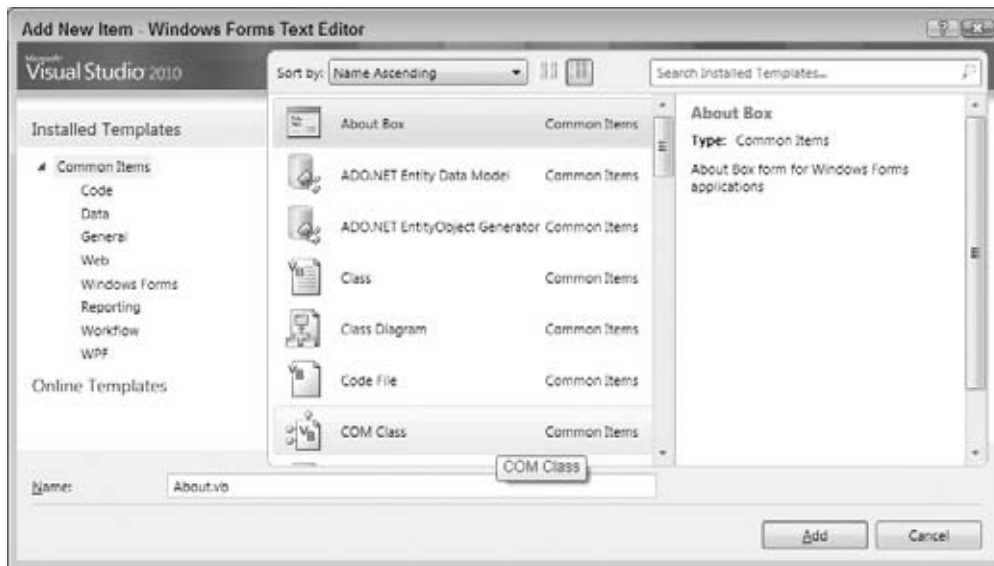 Add New Item - Windows Forms Text Editor
Microsoft
Visual Studio 2010
Sort by: Name Ascending
Search Installed Templates...
Installed Templates
Common Items
Code
Data
General
Web
Windows Forms
Reporting
Workflow
WPF
Online Templates
About Box Common Items
ADO.NET Entity Data Model Common Items
ADO.NET EntityObject Generator Common Items
Class Common Items
Class Diagram Common Items
Code File Common Items
COM Class Common Items
COM Class
About Box
Type: Common Items
About Box form for Windows Forms
applications
Name: About.vb
Add Cancel